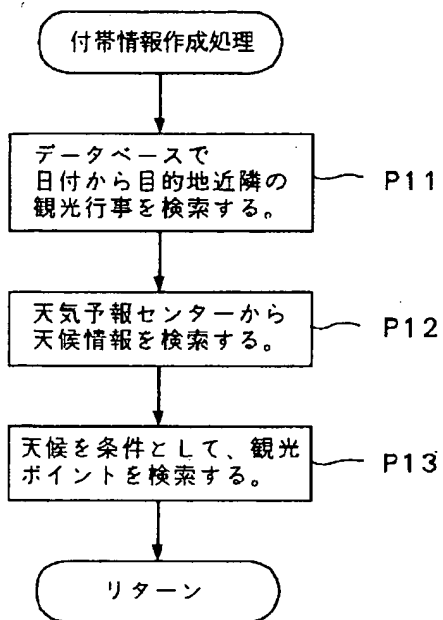 付帯情報作成処理
データベースで
日付から目的地近隣の
観光行事を検索する。
P11
天気予報センターから
天候情報を検索する。
P12
天候を条件として、観光
ポイントを検索する。
P13
リターン